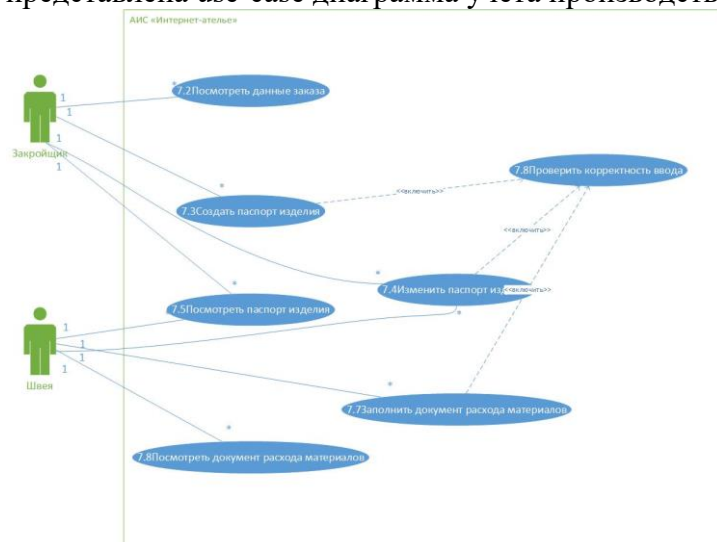 представлена use-case диаграмма учета производств
АИС «Интернет-ателье»
7.2Посмотреть данные заказа
*
1
1
1
Закройщик
1
7.8Проверить корректность ввода
<<включить>>
*
7.3Создать паспорт изделия
<<включить>>
*
*
7.4Изменить паспорт из
<<включить>>
7.5Посмотреть паспорт изделия
*
1
1
1
1
Швея
*
7.7Заполнить документ расхода материалов
*
7.8Посмотреть документ расхода материалов